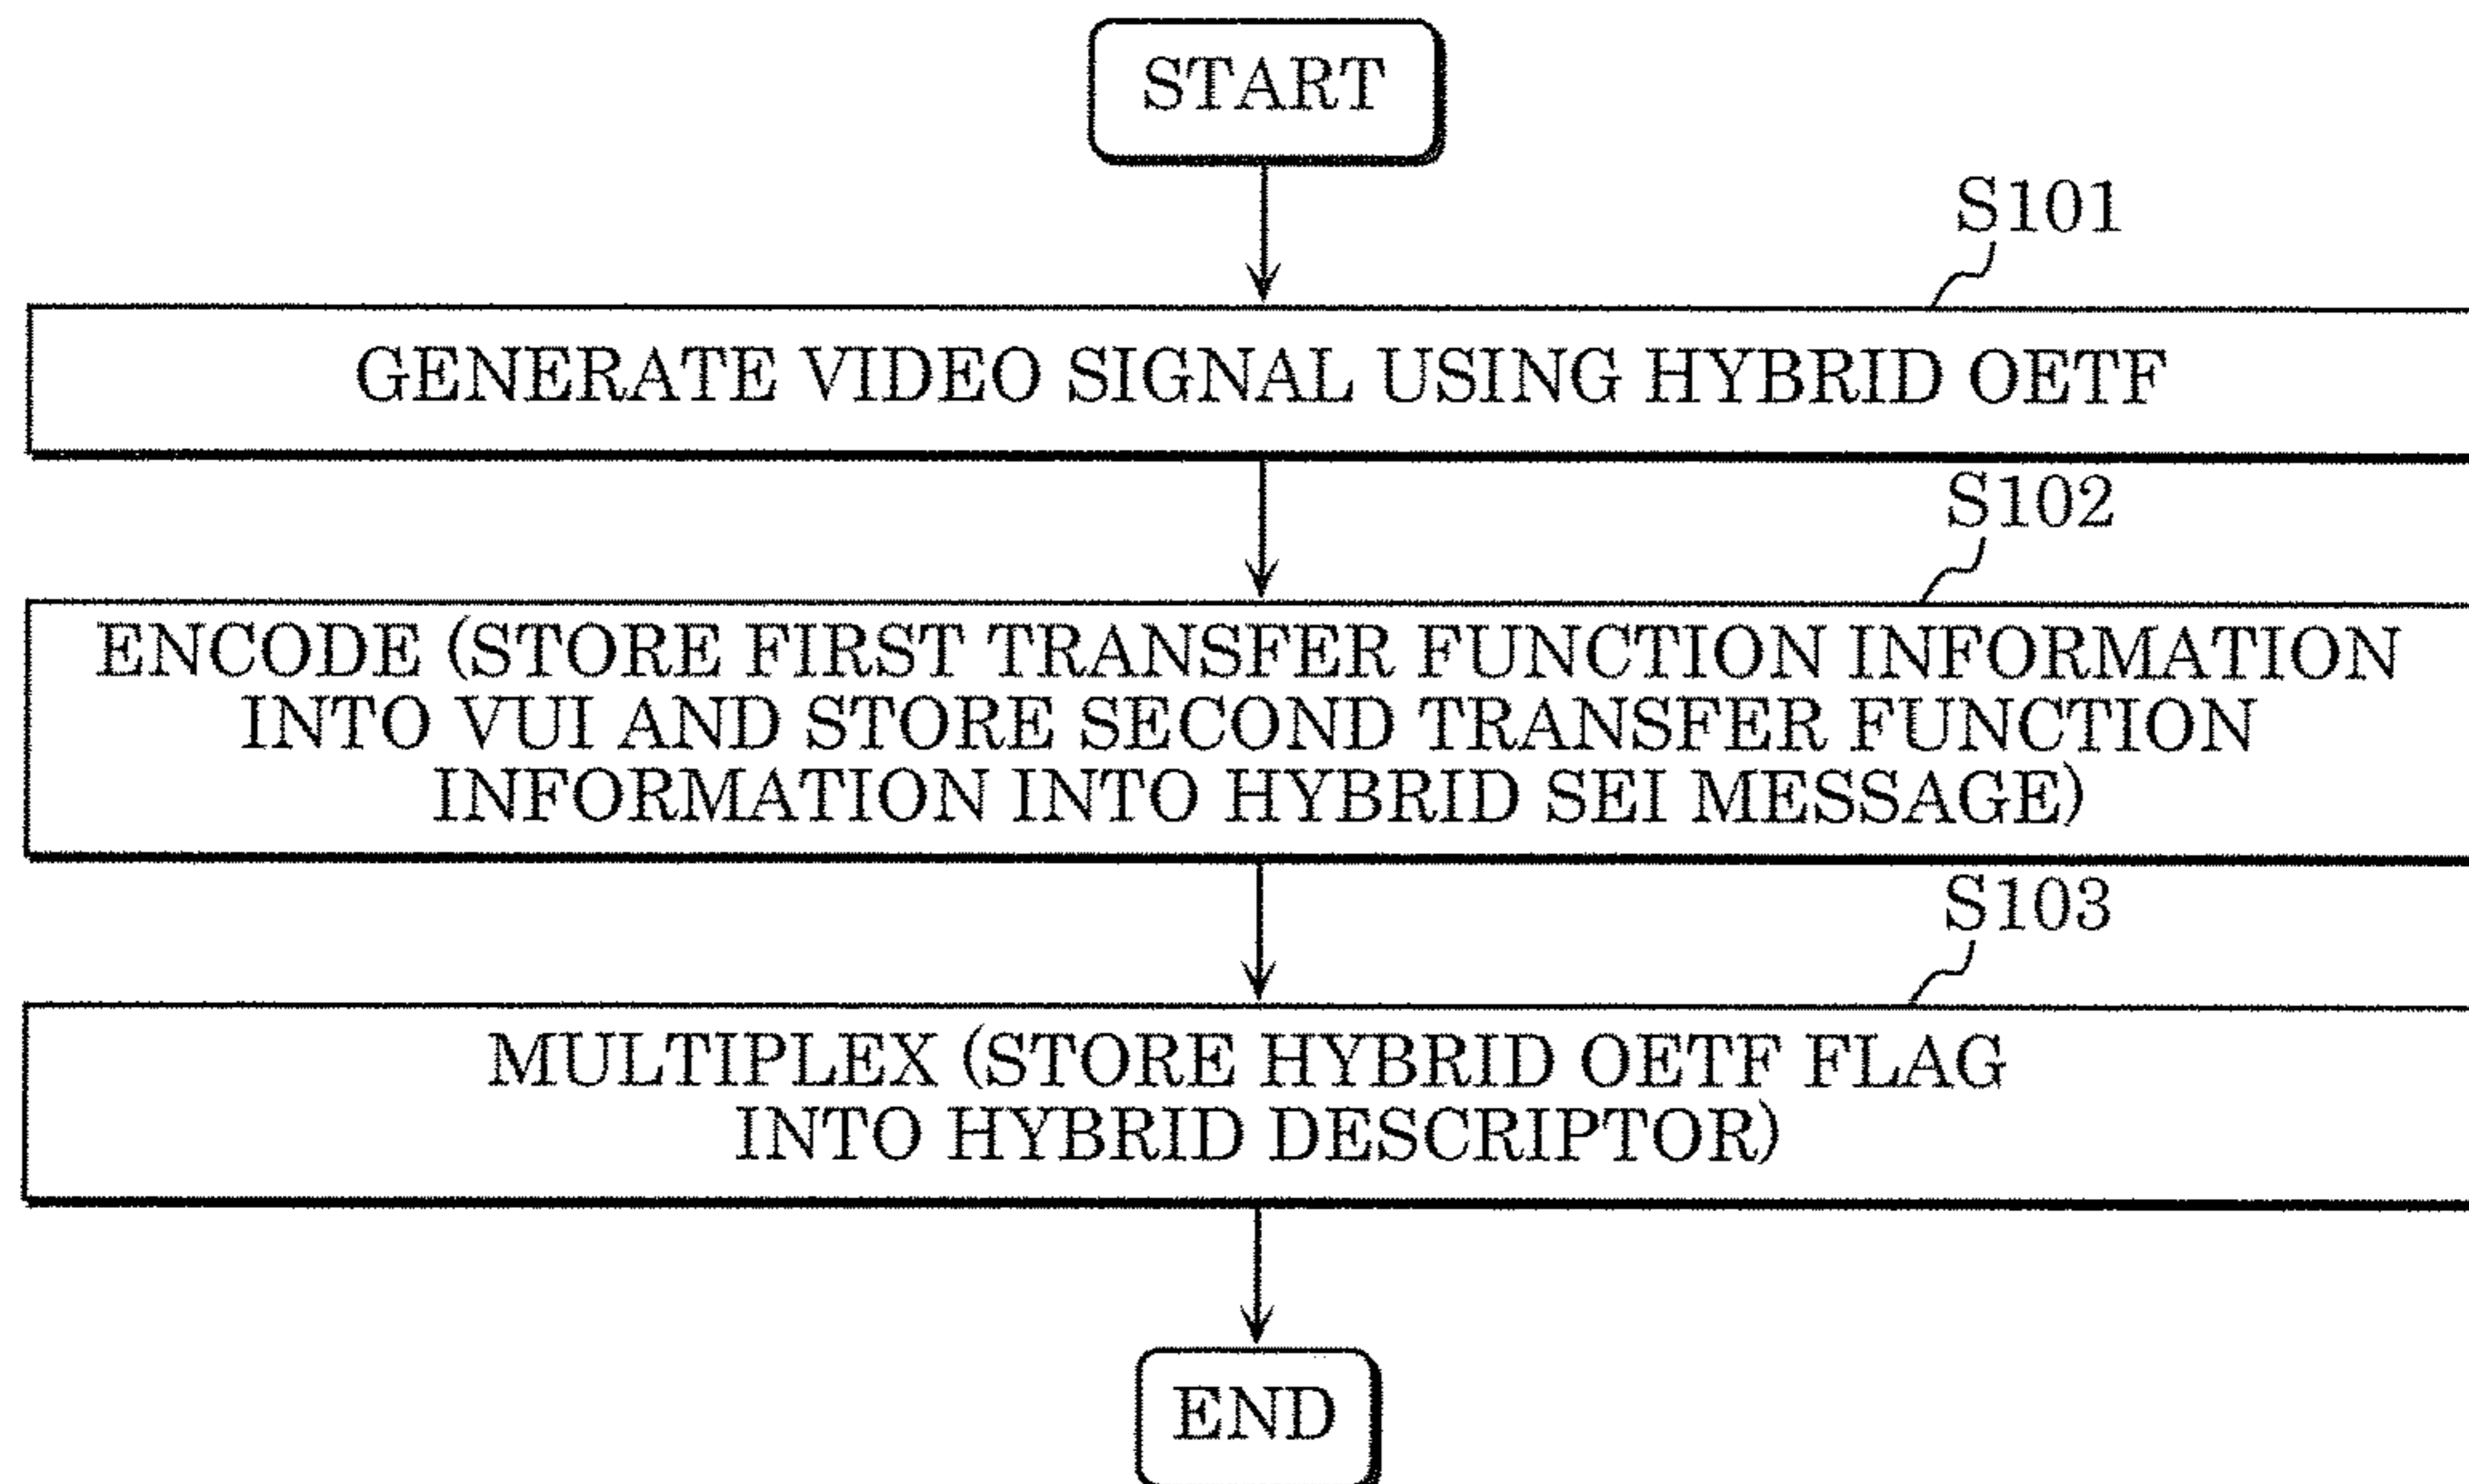 START
S101
GENERATE VIDEO SIGNAL USING HYBRID OETF
S102
ENCODE (STORE FIRST TRANSFER FUNCTION INFORMATION
INTO VUI AND STORE SECOND TRANSFER FUNCTION
INFORMATION INTO HYBRID SEI MESSAGE)
S103
MULTIPLEX (STORE HYBRID OETF FLAG
INTO HYBRID DESCRIPTOR)
END